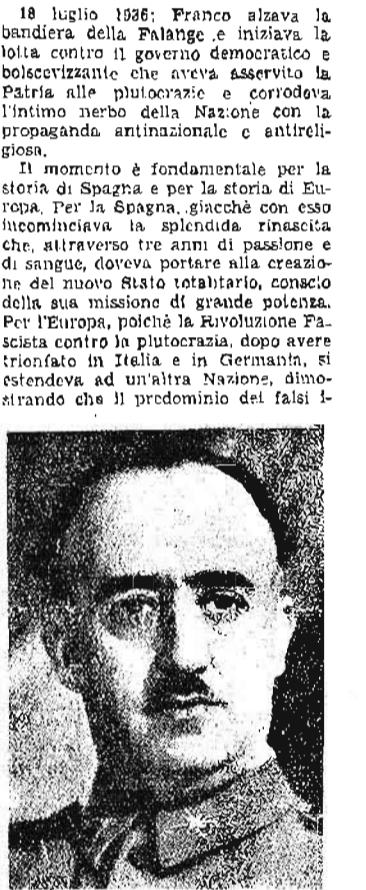 18 luglio 1936: Franco alzava la
bandiera della Falange e iniziava la
lotta contro il governo democratico e
bolscevizzante che aveva asservito la
Patria alle plutocrazie e corrodeva
l'intimo nerbo della Nazione con la
propaganda antinazionale e antireli-
giosa.
Il momento è fondamentale per la
storia di Spagna e per la storia di Eu-
ropa. Per la Spagna, giacchè con esso
incominciava la splendida rinascita
che, attraverso tre anni di passione e
di sangue, doveva portare alla creazio-
ne del nuovo Stato totalitario, conscio
della sua missione di grande potenza.
Per l'Europa, poichè la Rivoluzione Fa-
scista contro la plutocrazia, dopo avere
trionfato in Italia e in Germania, si
estendeva ad un'altra Nazione, dimo-
strando che il predominio dei falsi i-